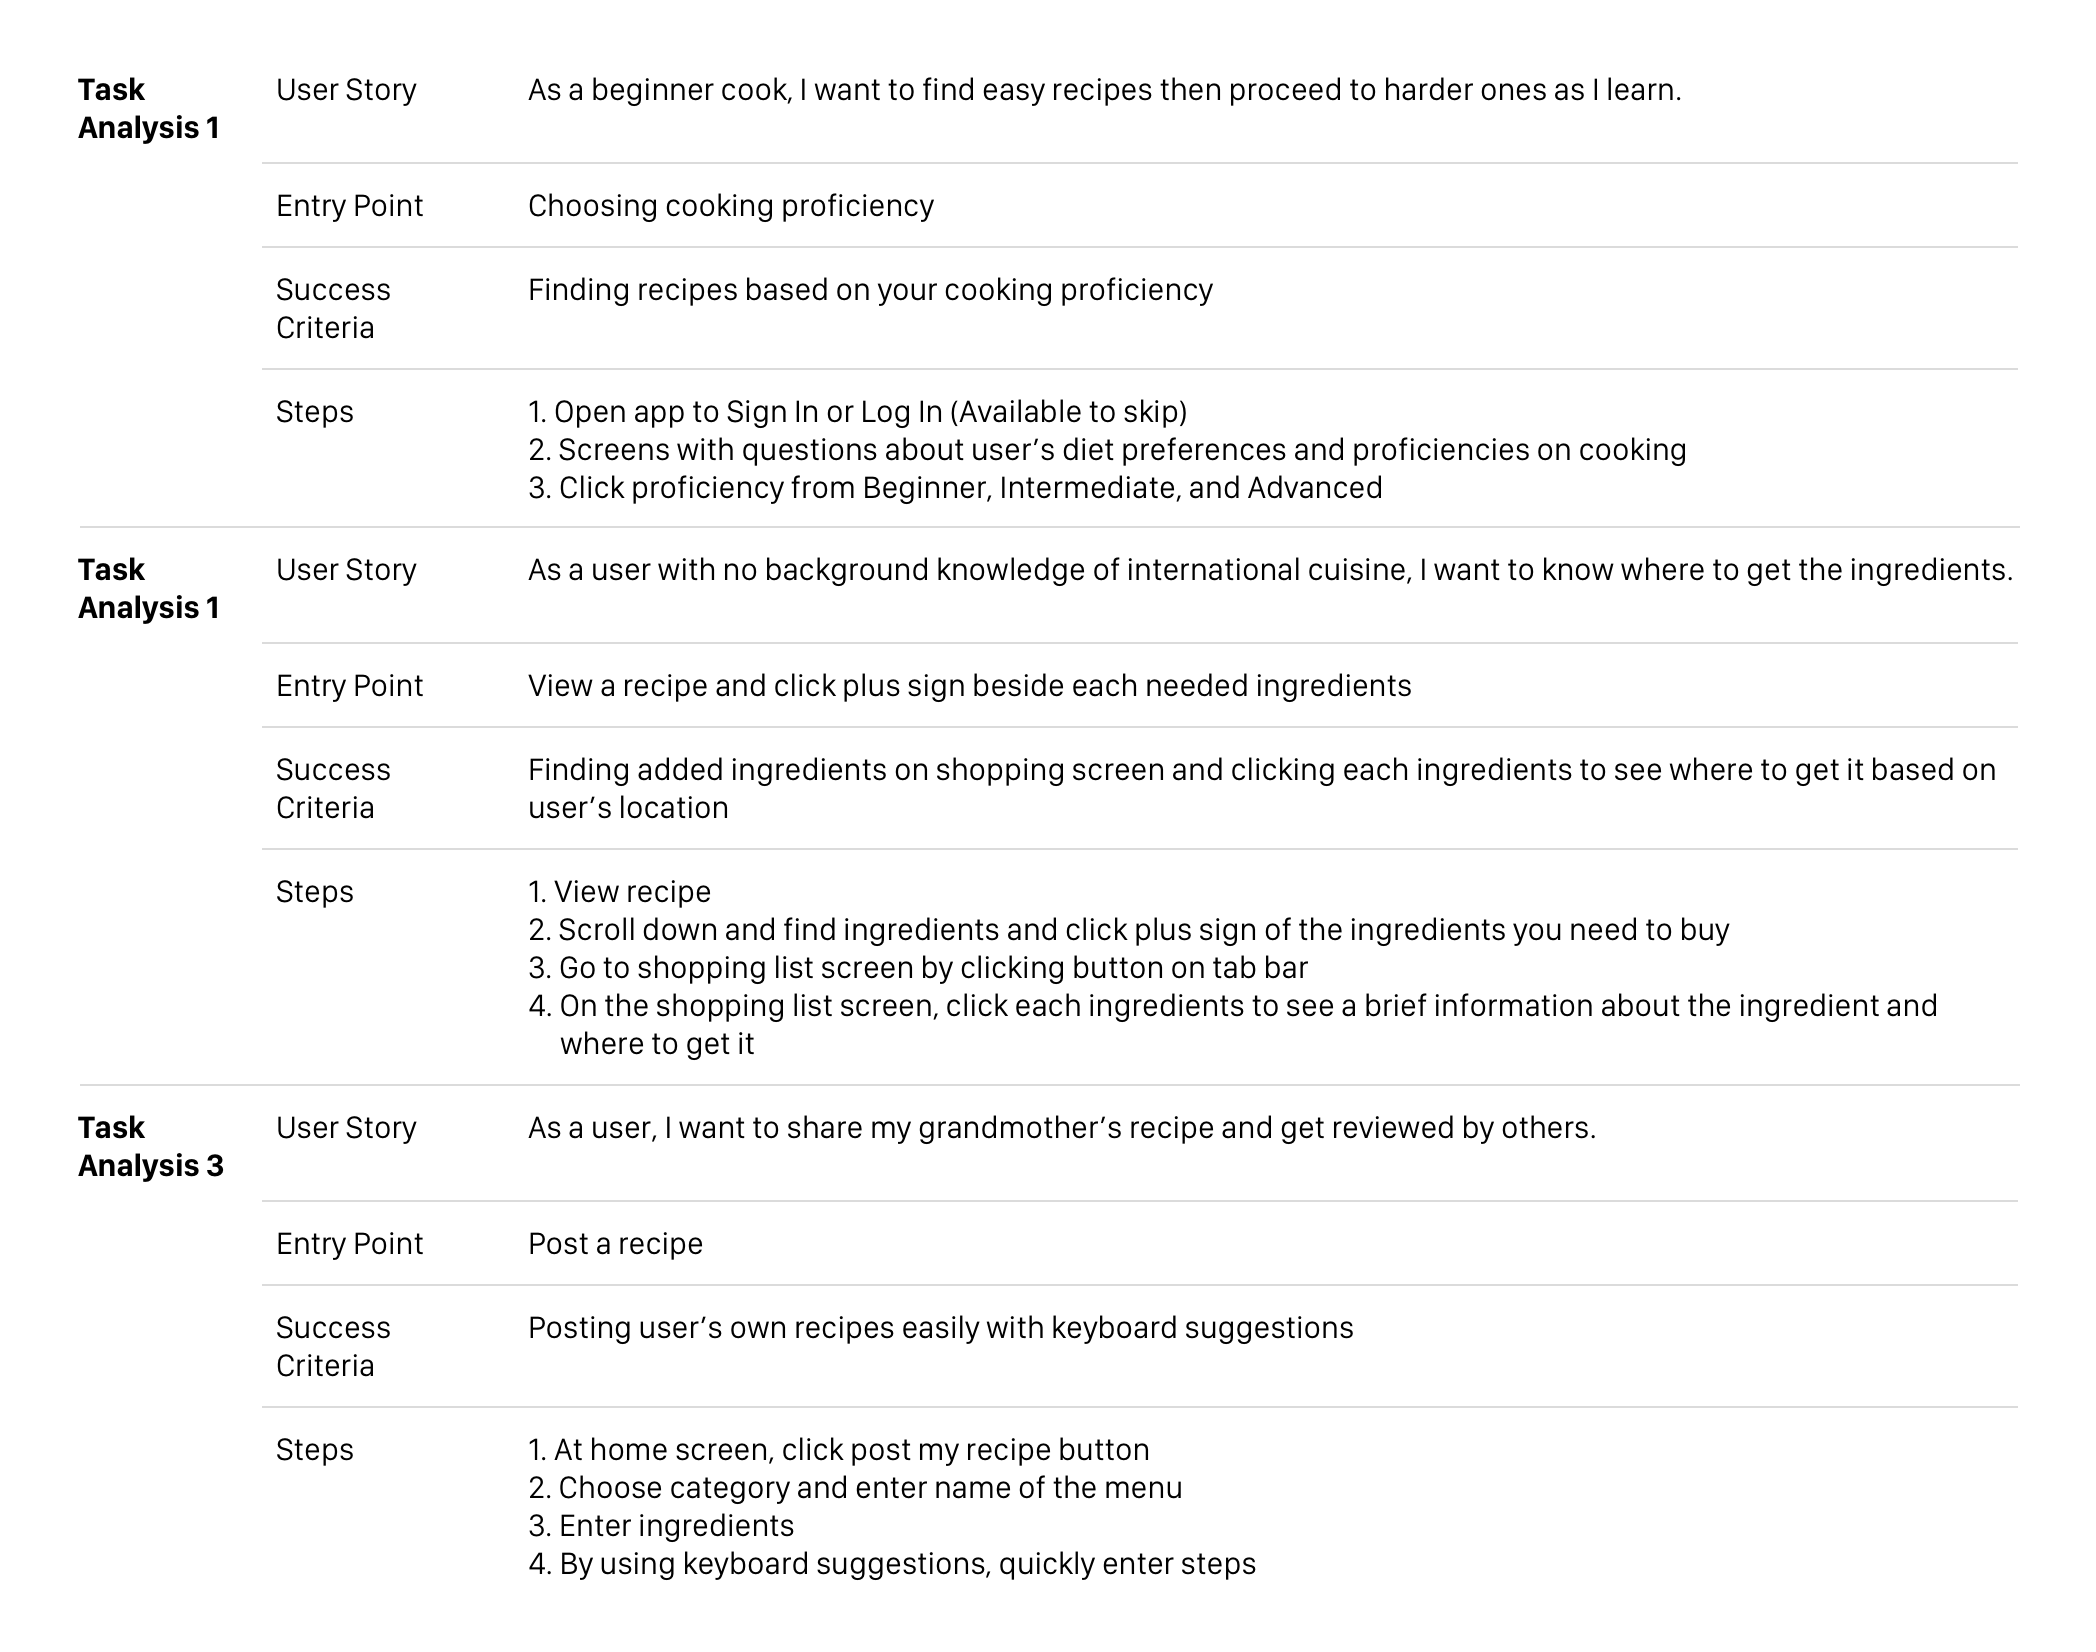 Task
Analysis 1
User Story
As a beginner cook, I want to find easy recipes then proceed to harder ones as I learn.
Entry Point
Choosing cooking proficiency
Success
Criteria
Finding recipes based on your cooking proficiency
Steps
1. Open app to Sign In or Log In (Available to skip)
2. Screens with questions about user’s diet preferences and proficiencies on cooking
3. Click proficiency from Beginner, Intermediate, and Advanced
Task
Analysis 1
User Story
As a user with no background knowledge of international cuisine, I want to know where to get the ingredients.
Entry Point
View a recipe and click plus sign beside each needed ingredients
Success
Criteria
Finding added ingredients on shopping screen and clicking each ingredients to see where to get it based on
user’s location
Steps
1. View recipe
2. Scroll down and find ingredients and click plus sign of the ingredients you need to buy
3. Go to shopping list screen by clicking button on tab bar
4. On the shopping list screen, click each ingredients to see a brief information about the ingredient and
where to get it
Task
Analysis 3
User Story
As a user, I want to share my grandmother’s recipe and get reviewed by others.
Entry Point
Post a recipe
Success
Criteria
Posting user’s own recipes easily with keyboard suggestions
Steps
1. At home screen, click post my recipe button
2. Choose category and enter name of the menu
3. Enter ingredients
4. By using keyboard suggestions, quickly enter steps